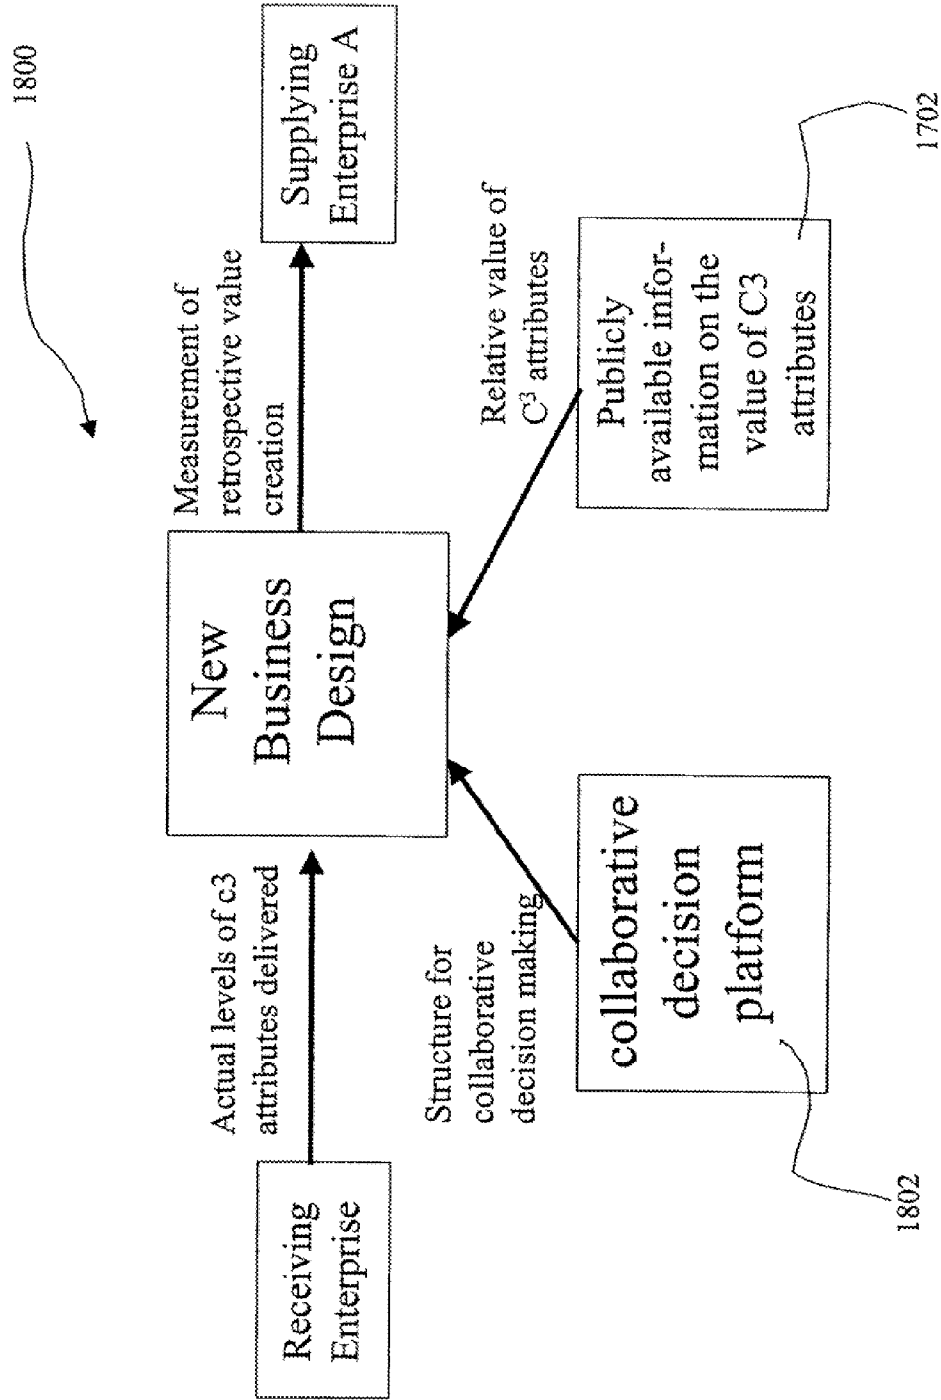 1800
Receiving
Enterprise
Actual levels of c3
attributes delivered
New
Business
Design
Measurement of
retrospective value
creation
Supplying
Enterprise A
Structure for
collaborative
decision making
Relative value of
C³ attributes
collaborative
decision
platform
Publicly
available infor-
mation on the
value of C3
attributes
1802
1702